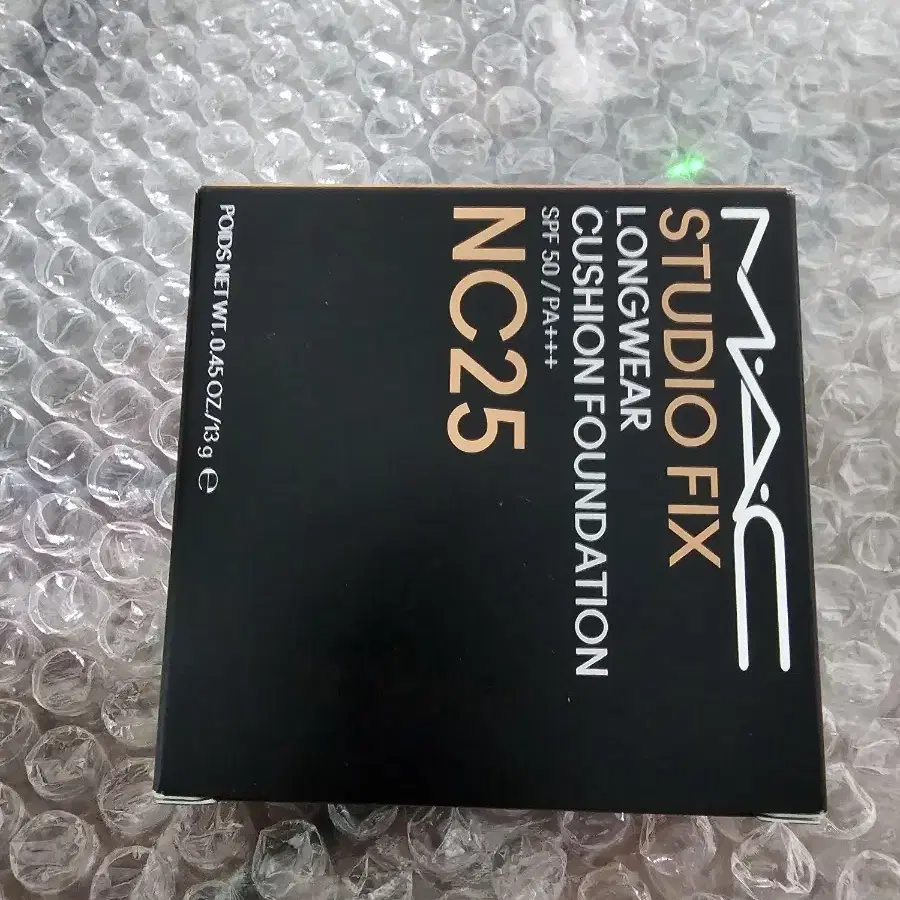 MAC
STUDIO FIX
LONGWEAR
CUSHION FOUNDATION
SPF 50 / PA+++
NC25
POIDS NET WT. 0.45 OZ./13 g ℮